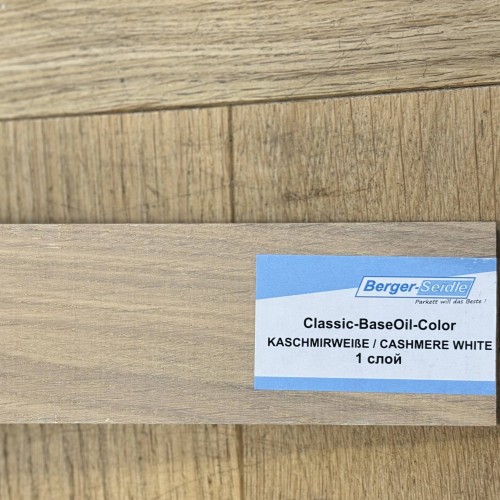 Berger-Seidle
Parkett will das Beste !
Classic-BaseOil-Color
KASCHMIRWEIßE / CASHMERE WHITE
1 слой